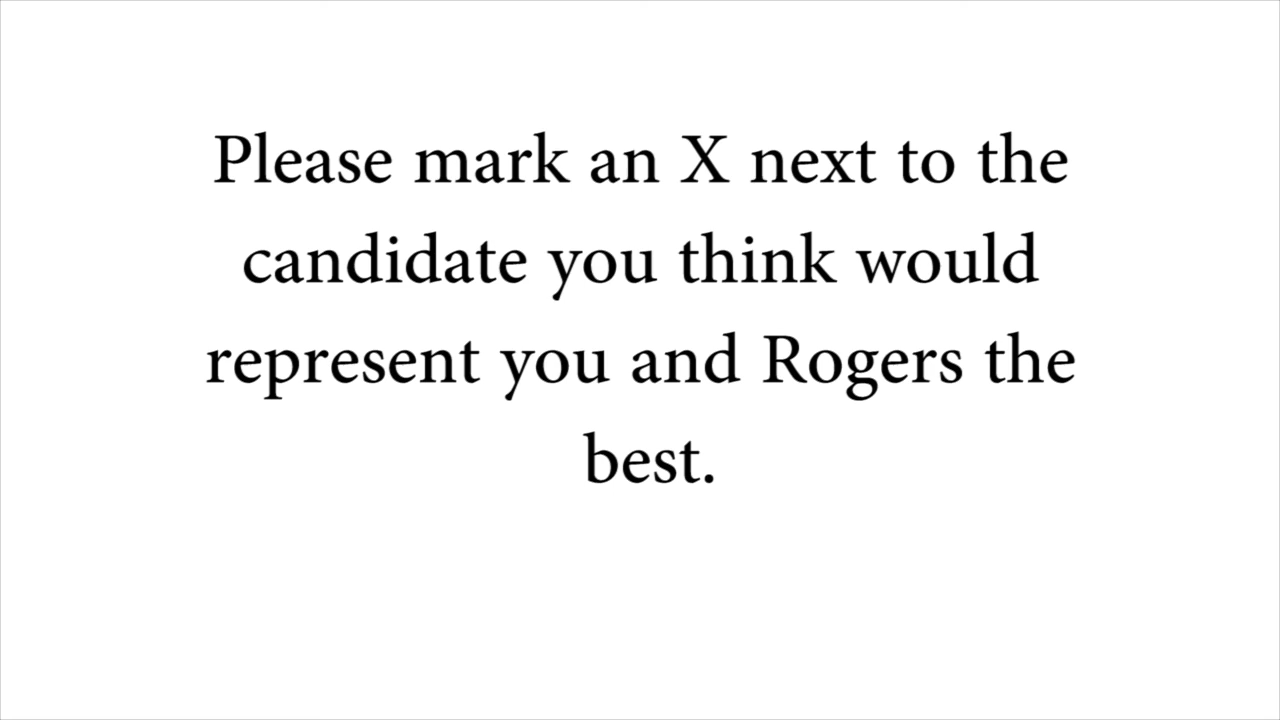 Please mark an X next to the
candidate you think would
represent you and Rogers the
best.